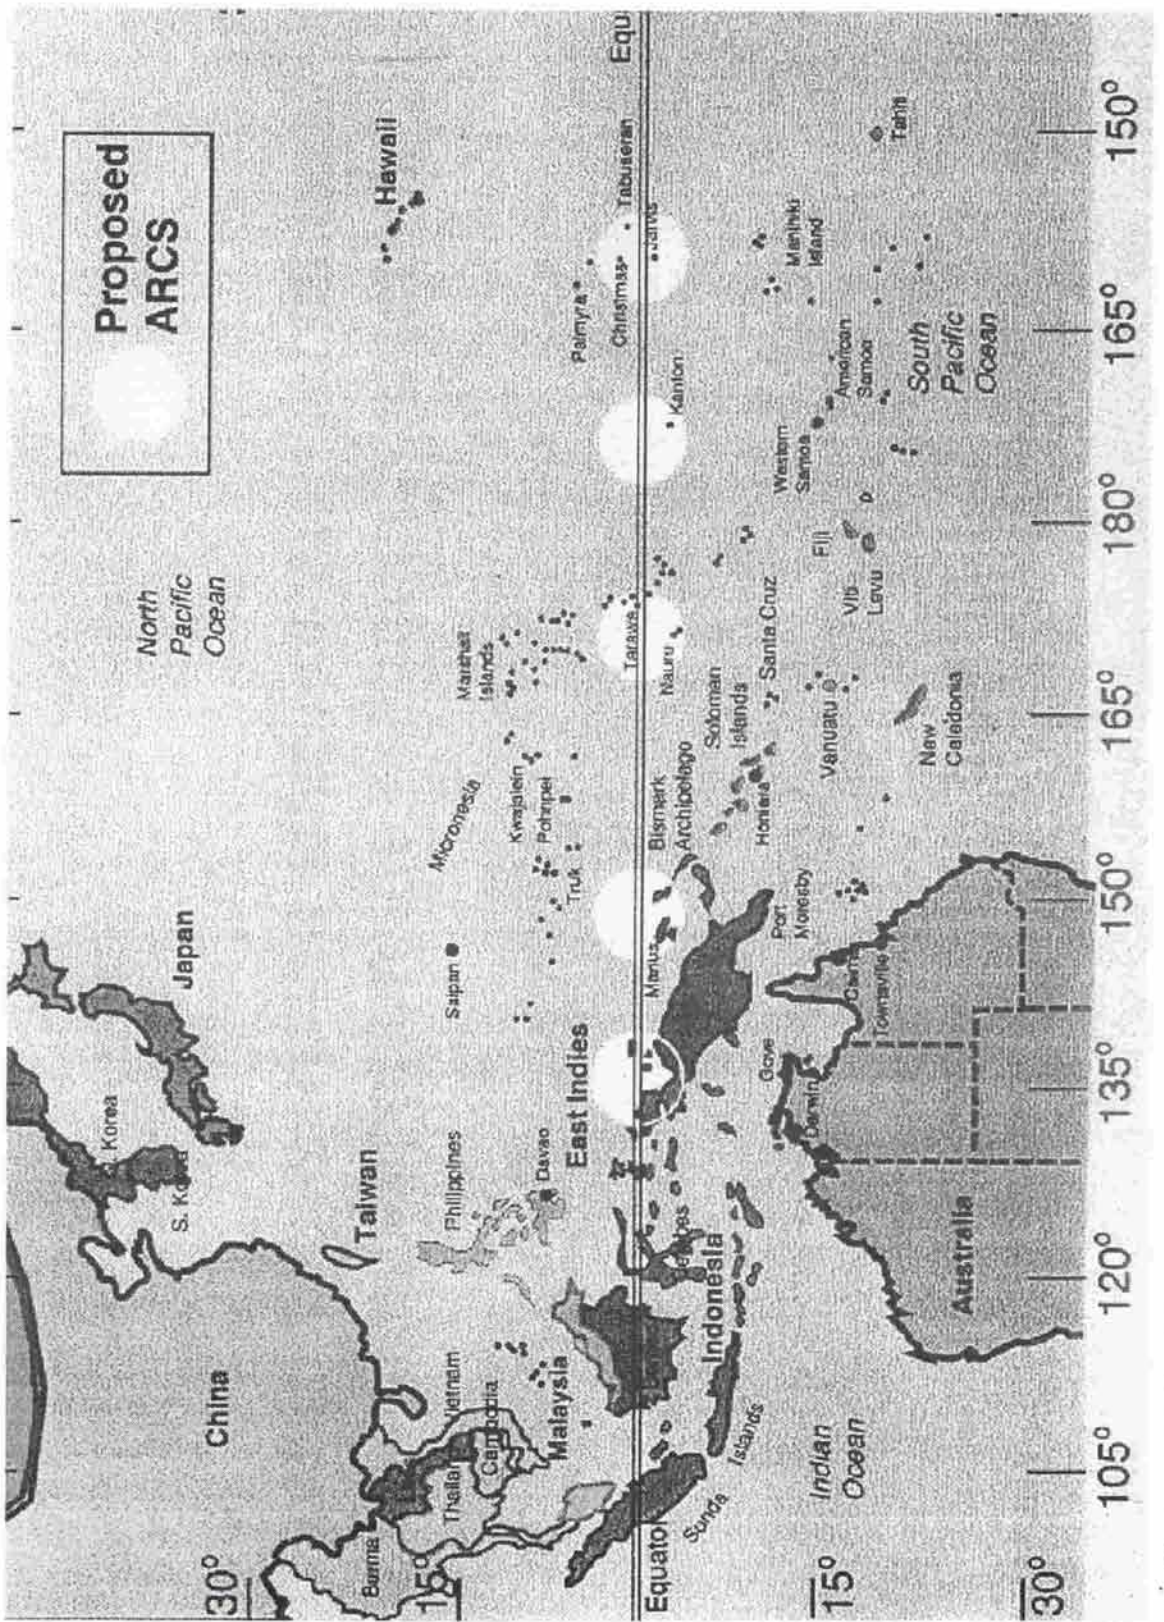 Proposed
ARCS
North
Pacific
Ocean
Hawaii
Japan
Korea
S. Korea
China
Taiwan
Burma
Thailand
Vietnam
Cambodia
Malaysia
Philippines
Davao
East Indies
Saipan
Micronesia
Truk
Pohnpei
Kwajalein
Marshall
Islands
Palmyra
Christmas
Tabuaeran
Jarvis
Kanton
Tarawa
Nauru
Equator
Equ
Manus
Bismark
Archipelago
Solomon
Islands
Honiara
Santa Cruz
Vanuatu
New
Caledonia
Fiji
Viti
Levu
Western
Samoa
American
Samoa
Manihiki
Island
Tahiti
South
Pacific
Ocean
Port
Moresby
Gove
Darwin
Cairns
Townsville
Australia
Indonesia
Sunda
Islands
Indian
Ocean
30°
15°
15°
30°
105°
120°
135°
150°
165°
180°
165°
150°